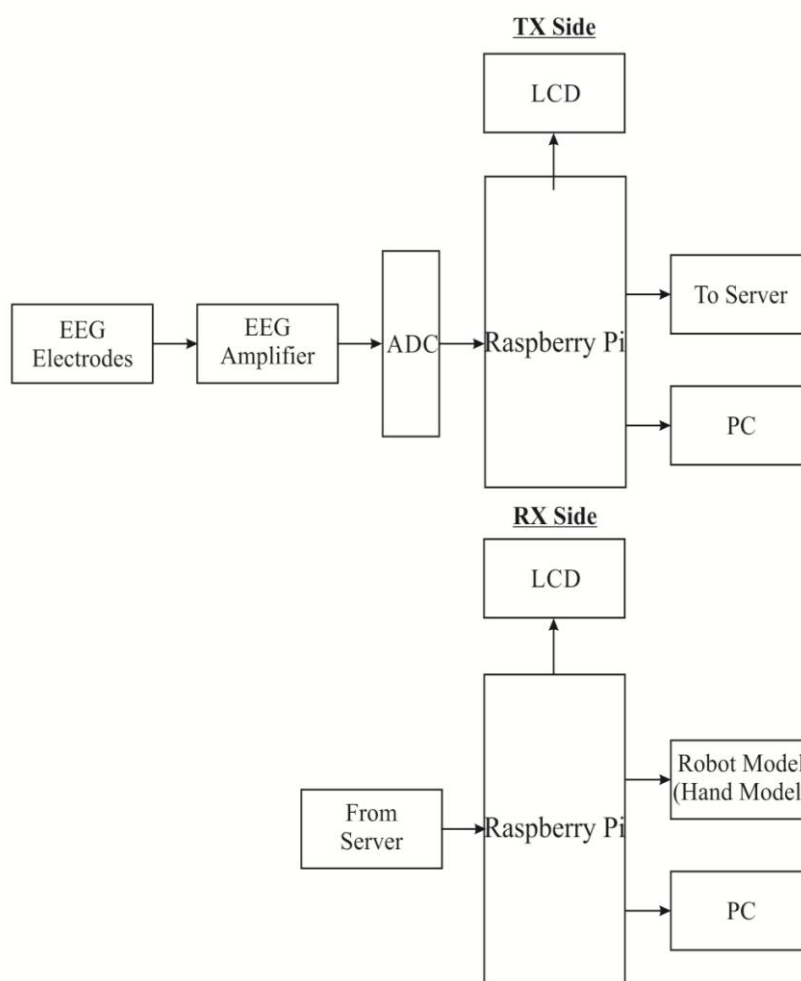 TX Side
LCD
To Server
EEG
Electrodes
EEG
Amplifier
ADC
Raspberry Pi
PC
RX Side
LCD
Robot Model
(Hand Model
From
Server
Raspberry Pi
PC